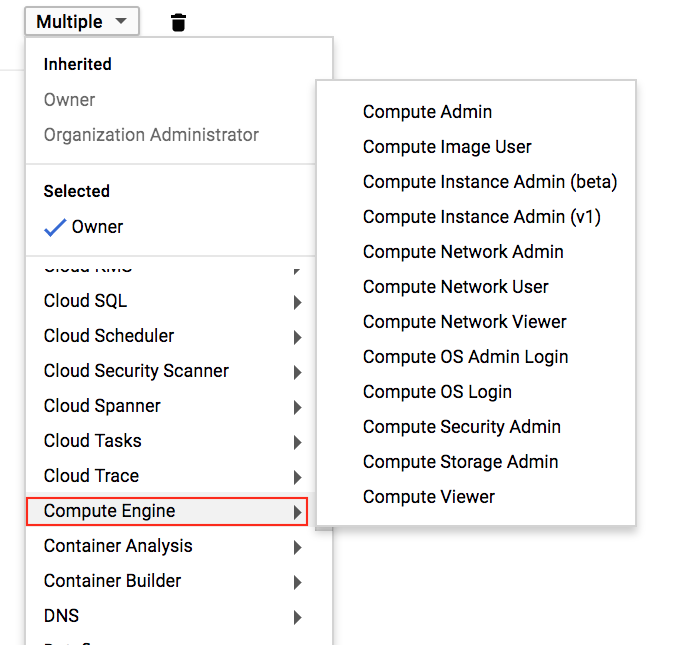 Multiple
Inherited
Owner
Organization Administrator
Selected
Owner
Cloud KMS
Cloud SQL
Cloud Scheduler
Cloud Security Scanner
Cloud Spanner
Cloud Tasks
Cloud Trace
Compute Engine
Container Analysis
Container Builder
DNS
Compute Admin
Compute Image User
Compute Instance Admin (beta)
Compute Instance Admin (v1)
Compute Network Admin
Compute Network User
Compute Network Viewer
Compute OS Admin Login
Compute OS Login
Compute Security Admin
Compute Storage Admin
Compute Viewer